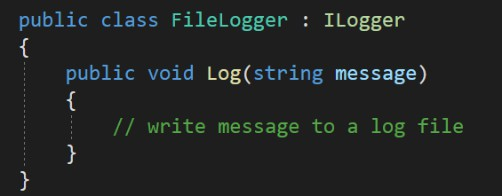 public class FileLogger : ILogger
{
    public void Log(string message)
    {
        // write message to a log file
    }
}